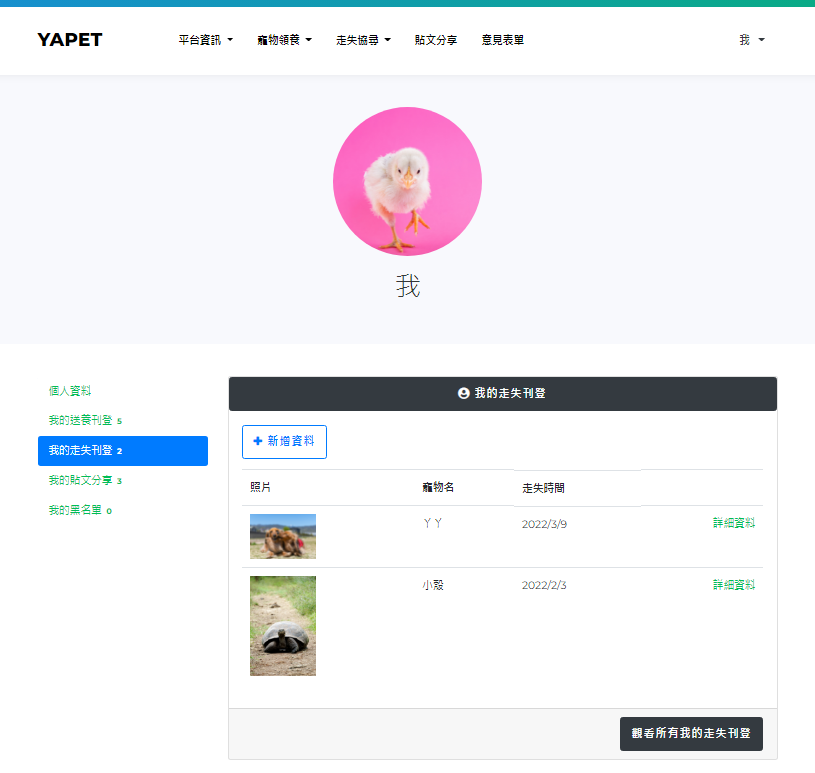 YAPET
平台資訊
寵物領養
走失協尋
貼文分享
意見表單
我
我
個人資料
我的送養刊登 5
我的走失刊登 2
我的貼文分享 3
我的黑名單 0
我的走失刊登
新增資料
照片 寵物名 走失時間
ㄚㄚ 2022/3/9 詳細資料
小殼 2022/2/3 詳細資料
觀看所有我的走失刊登